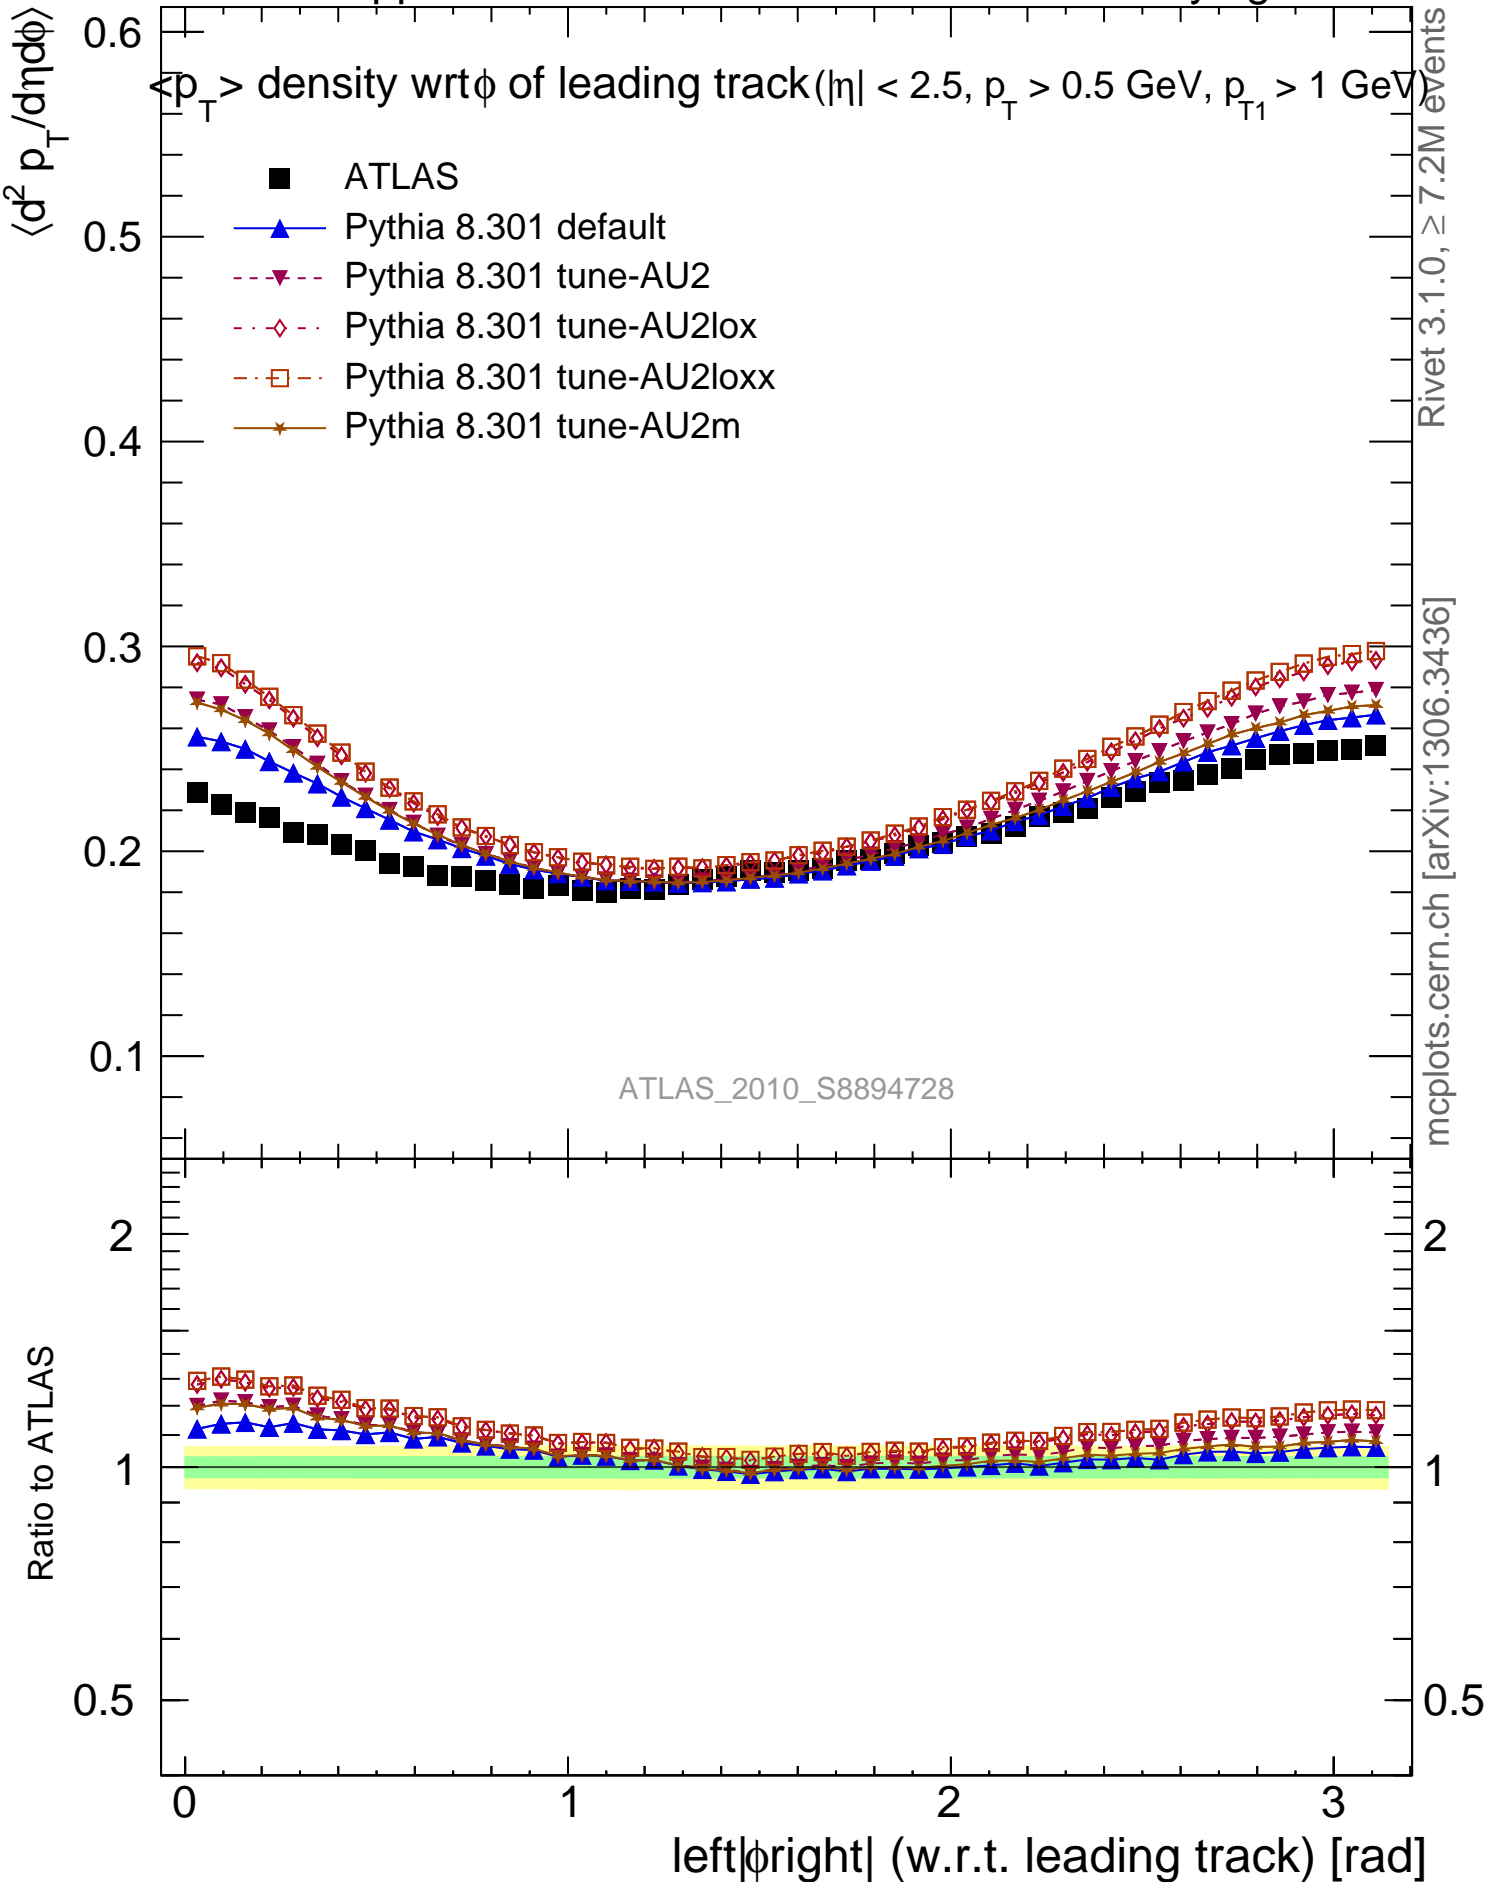 ⟨d² p_T/dηdφ⟩
<p_T> density wrt φ of leading track (|η| < 2.5, p_T > 0.5 GeV, p_T1 > 1 GeV)
ATLAS
Pythia 8.301 default
Pythia 8.301 tune-AU2
Pythia 8.301 tune-AU2lox
Pythia 8.301 tune-AU2loxx
Pythia 8.301 tune-AU2m
0.6
0.5
0.4
0.3
0.2
0.1
ATLAS_2010_S8894728
Rivet 3.1.0, ≥ 7.2M events
mcplots.cern.ch [arXiv:1306.3436]
Ratio to ATLAS
2
1
0.5
2
1
0.5
0 1 2 3
left|φright| (w.r.t. leading track) [rad]